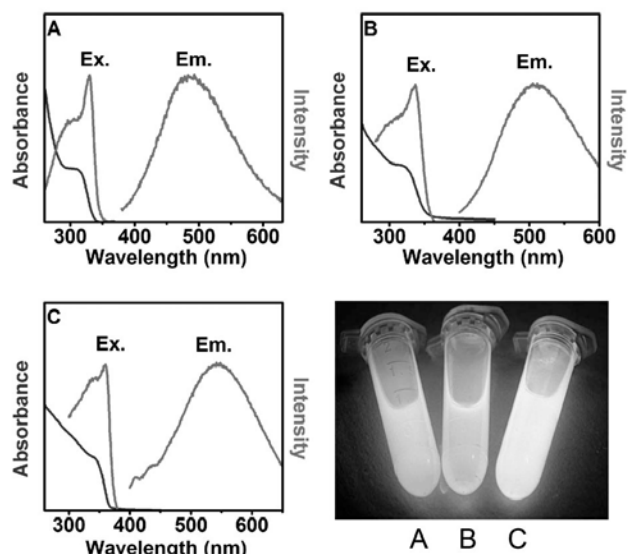 A
Ex.
Em.
Absorbance
Intensity
300 400 500 600
Wavelength (nm)
B
Ex.
Em.
Absorbance
Intensity
300 400 500 600
Wavelength (nm)
C
Ex.
Em.
Absorbance
Intensity
300 400 500 600
Wavelength (nm)
A B C